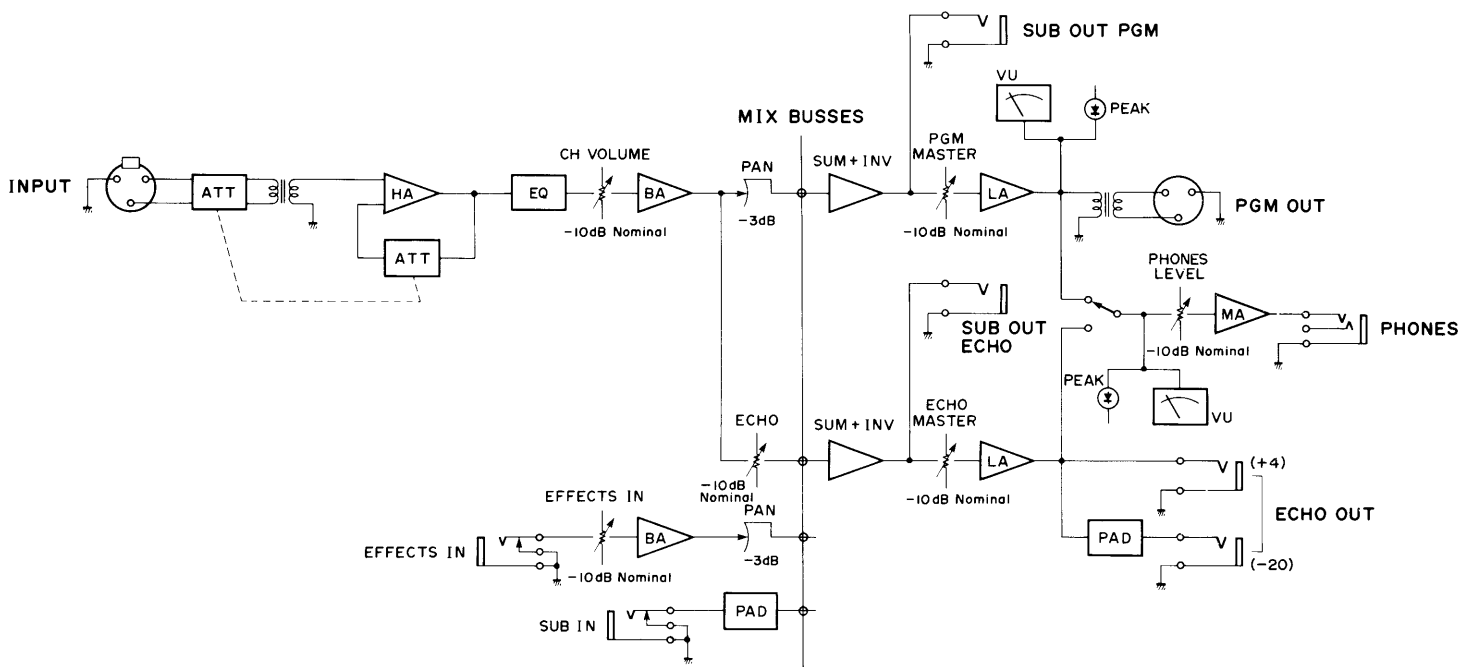 SUB OUT PGM
VU
PEAK
MIX BUSSES
CH VOLUME
PAN
SUM+INV
PGM
MASTER
INPUT
ATT
HA
EQ
BA
LA
-10dB Nominal
-3dB
-10dB Nominal
PGM OUT
ATT
PHONES
LEVEL
SUB OUT
ECHO
MA
PHONES
-10dB Nominal
PEAK
VU
ECHO
SUM+INV
ECHO
MASTER
LA
-10dB
Nominal
-10dB Nominal
(+4)
ECHO OUT
EFFECTS IN
PAN
EFFECTS IN
BA
PAD
-10dB Nominal
-3dB
(-20)
SUB IN
PAD